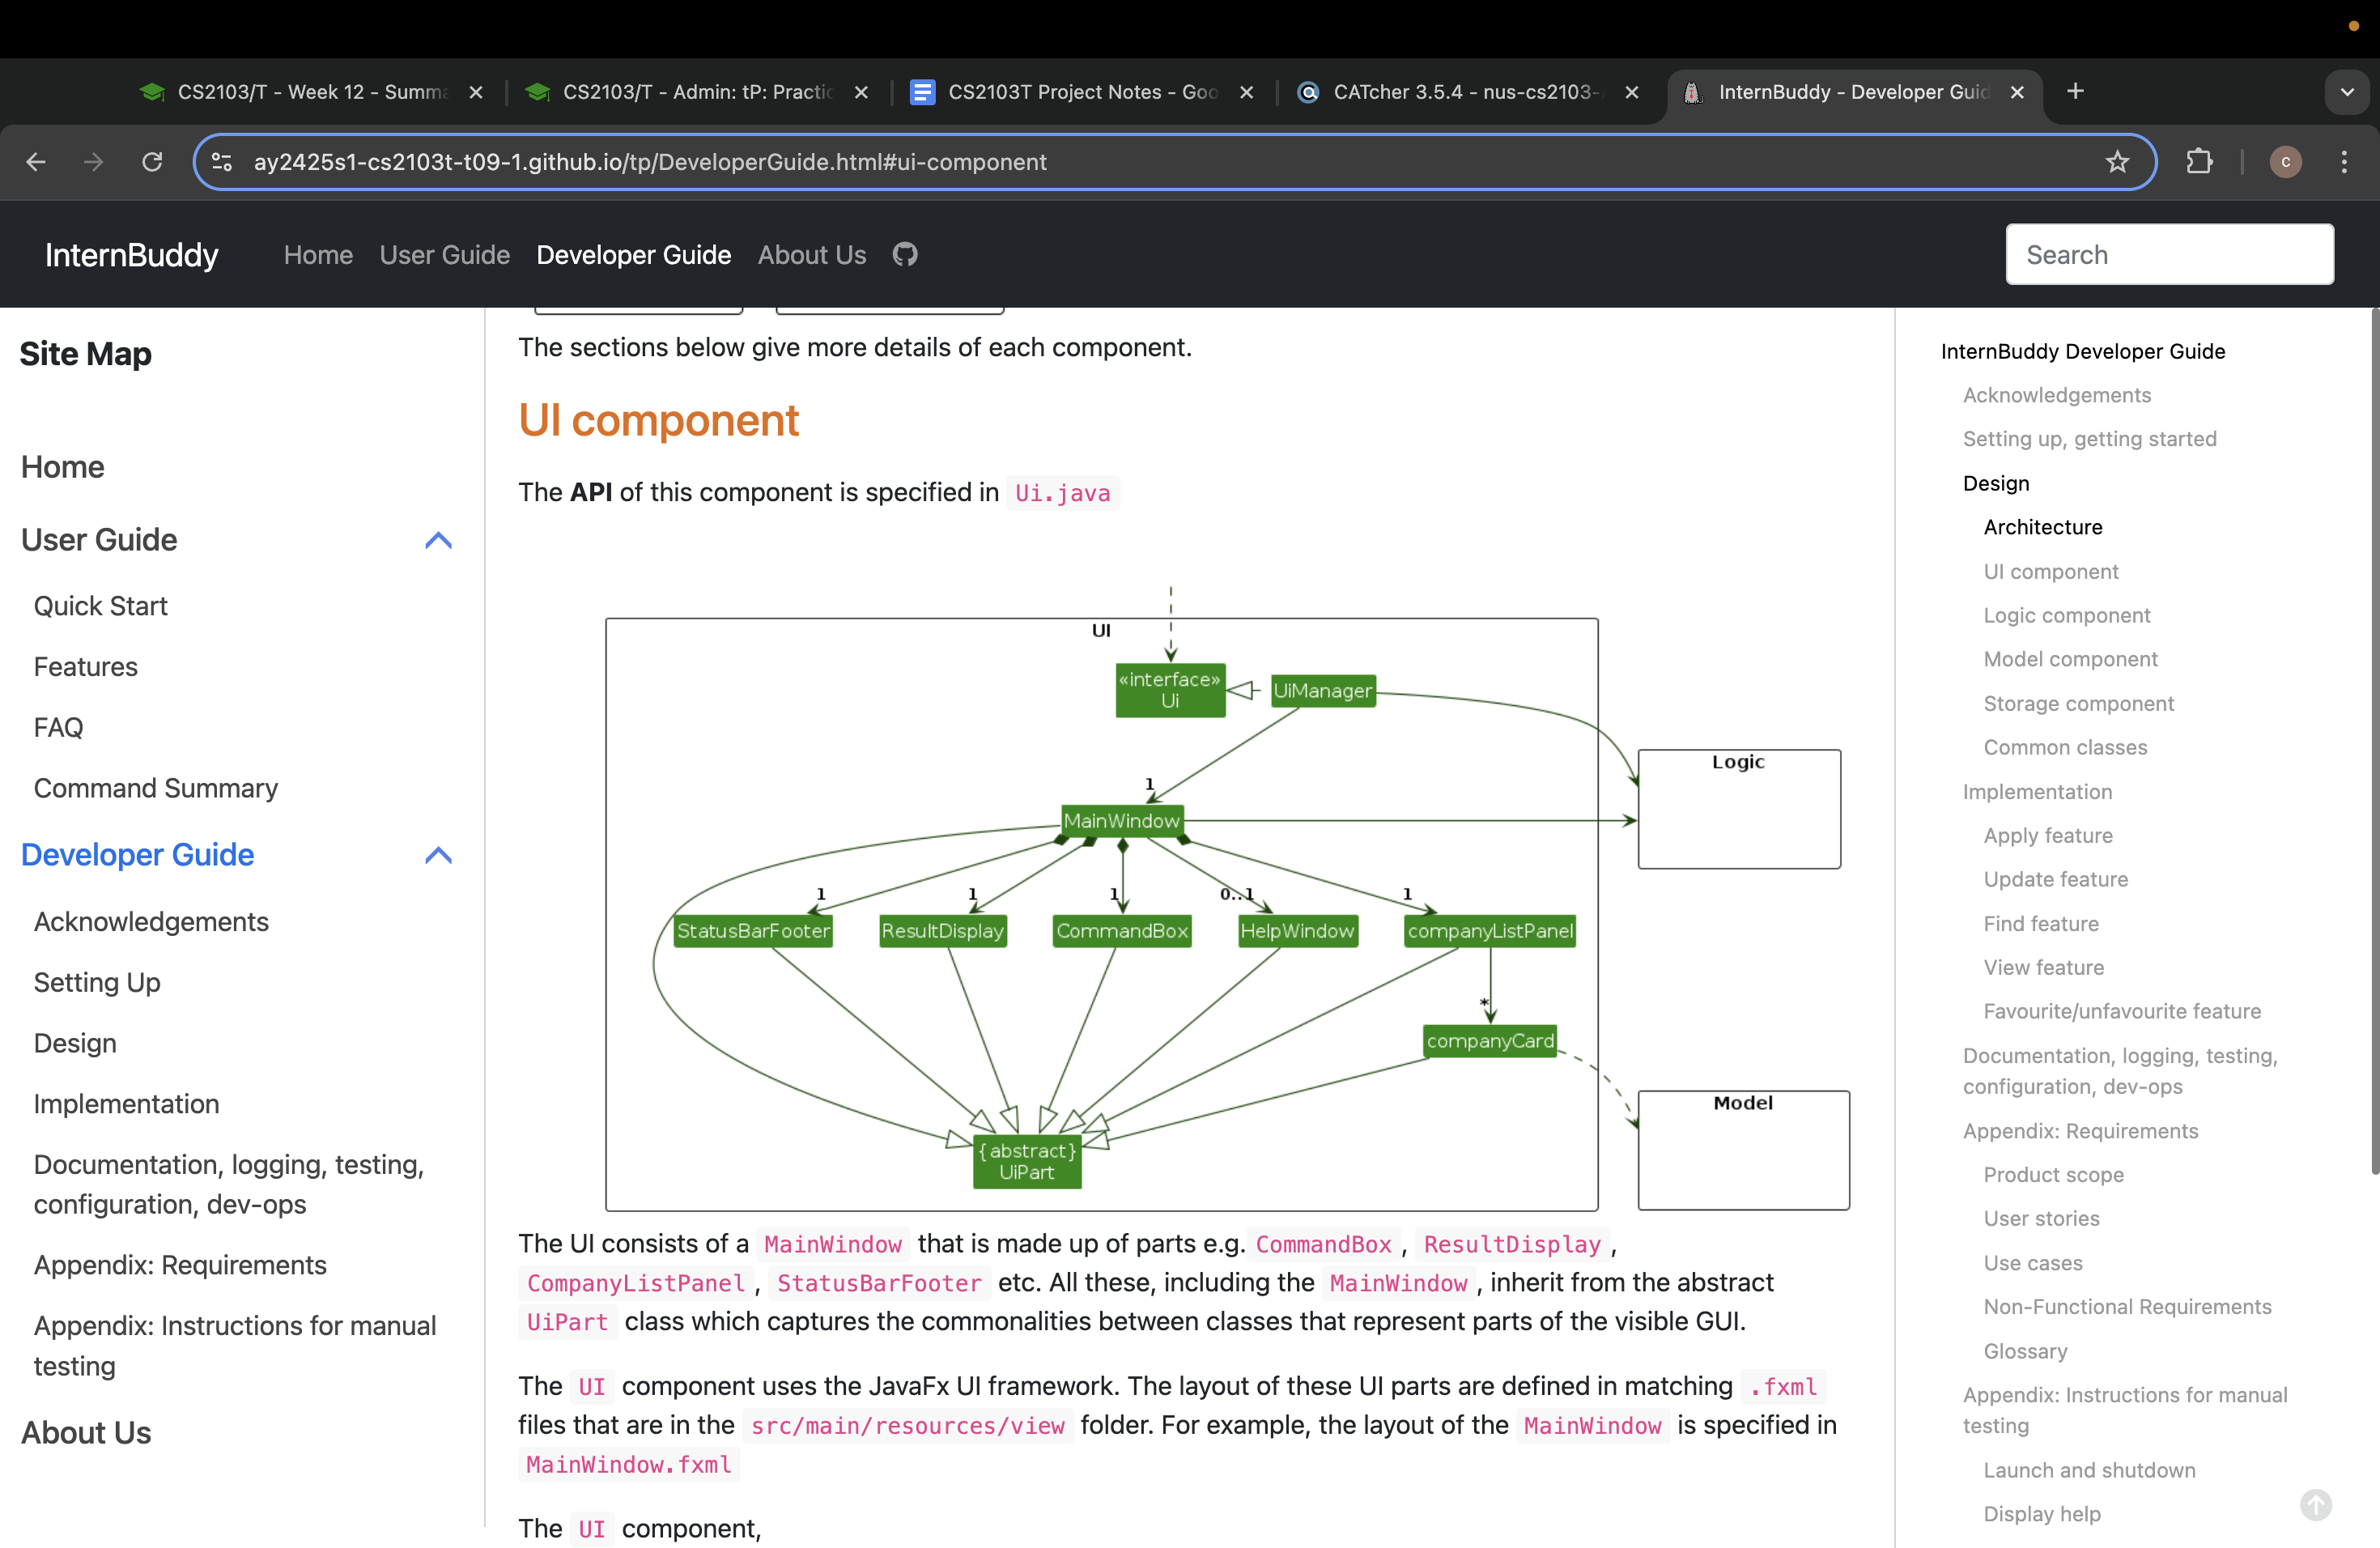 CS2103/T - Week 12 - Summa
CS2103/T - Admin: tP: Practic
CS2103T Project Notes - Goo
CATcher 3.5.4 - nus-cs2103-
InternBuddy - Developer Guid
ay2425s1-cs2103t-t09-1.github.io/tp/DeveloperGuide.html#ui-component
c
InternBuddy
Home
User Guide
Developer Guide
About Us
Search
Site Map
Home
User Guide
Quick Start
Features
FAQ
Command Summary
Developer Guide
Acknowledgements
Setting Up
Design
Implementation
Documentation, logging, testing,
configuration, dev-ops
Appendix: Requirements
Appendix: Instructions for manual
testing
About Us
The sections below give more details of each component.
UI component
The API of this component is specified in Ui.java
UI
«interface»
Ui
UiManager
Logic
1
MainWindow
1
1
1
0..1
1
StatusBarFooter
ResultDisplay
CommandBox
HelpWindow
companyListPanel
*
companyCard
Model
{abstract}
UiPart
The UI consists of a MainWindow that is made up of parts e.g. CommandBox , ResultDisplay ,
CompanyListPanel , StatusBarFooter etc. All these, including the MainWindow , inherit from the abstract
UiPart class which captures the commonalities between classes that represent parts of the visible GUI.
The UI component uses the JavaFx UI framework. The layout of these UI parts are defined in matching .fxml
files that are in the src/main/resources/view folder. For example, the layout of the MainWindow is specified in
MainWindow.fxml
The UI component,
InternBuddy Developer Guide
Acknowledgements
Setting up, getting started
Design
Architecture
UI component
Logic component
Model component
Storage component
Common classes
Implementation
Apply feature
Update feature
Find feature
View feature
Favourite/unfavourite feature
Documentation, logging, testing,
configuration, dev-ops
Appendix: Requirements
Product scope
User stories
Use cases
Non-Functional Requirements
Glossary
Appendix: Instructions for manual
testing
Launch and shutdown
Display help